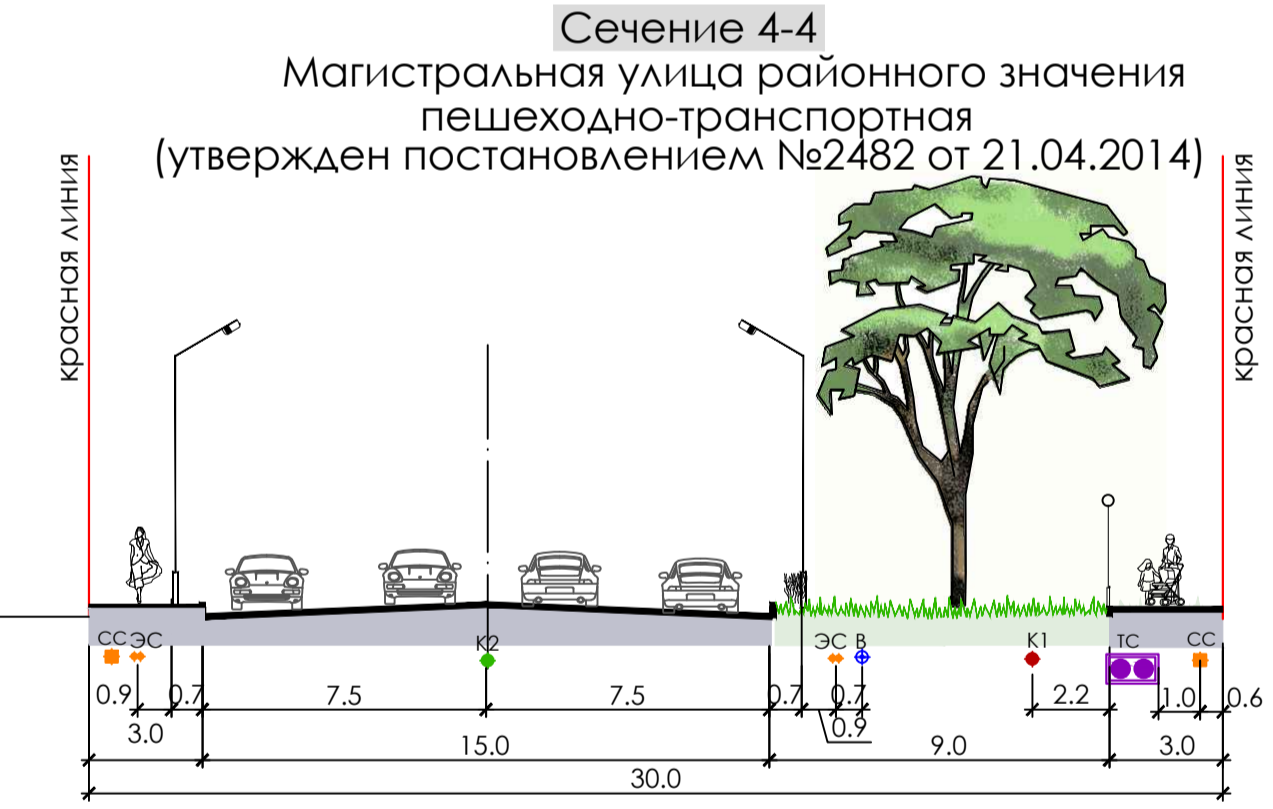 Сечение 4-4
Магистральная улица районного значения
пешеходно-транспортная
(утвержден постановлением №2482 от 21.04.2014)
красная линия
красная линия
СС ЭС К2 ЭС В К1 ТС СС
0.9 0.7 7.5 7.5 0.7 0.7 2.2 1.0 0.6
0.9
3.0 15.0 9.0 3.0
30.0